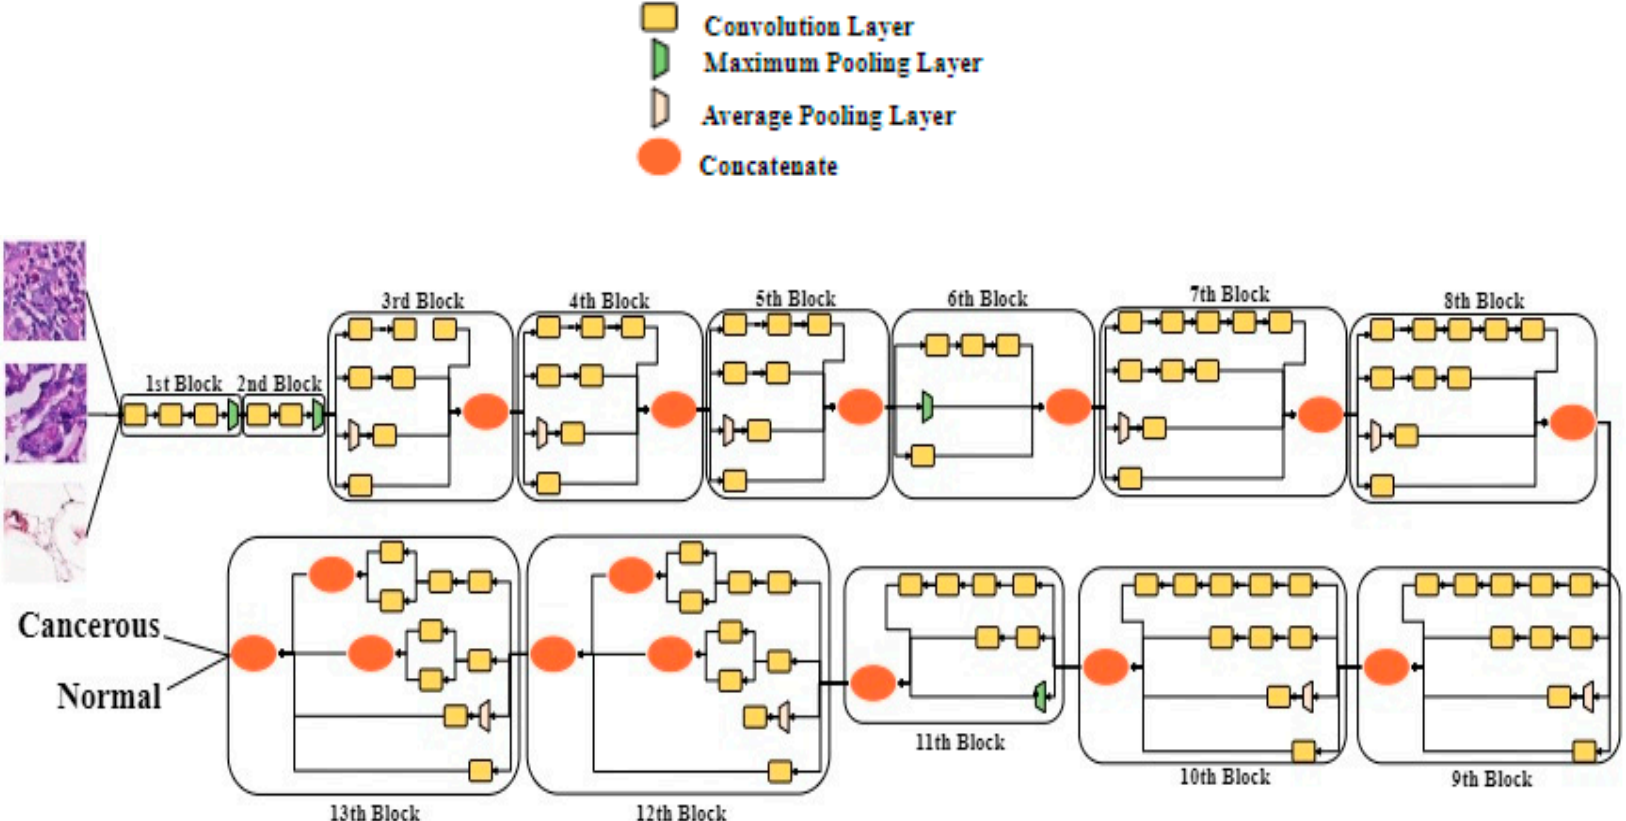 Convolution Layer
Maximum Pooling Layer
Average Pooling Layer
Concatenate
3rd Block
4th Block
5th Block
6th Block
7th Block
8th Block
1st Block
2nd Block
Cancerous
Normal
13th Block
12th Block
11th Block
10th Block
9th Block